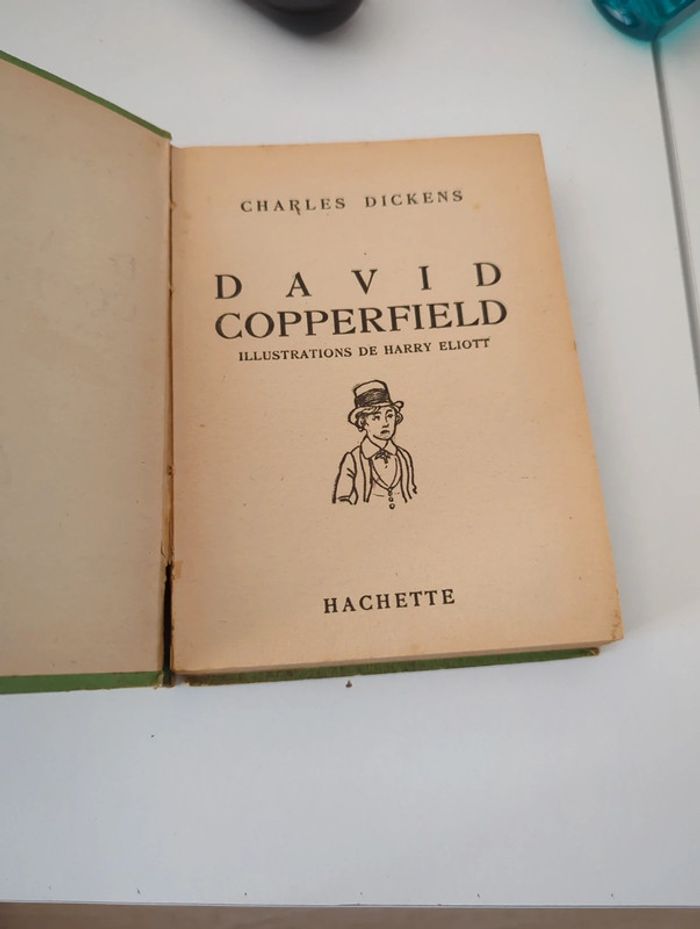 CHARLES DICKENS
DAVID
COPPERFIELD
ILLUSTRATIONS DE HARRY ELIOTT
HACHETTE